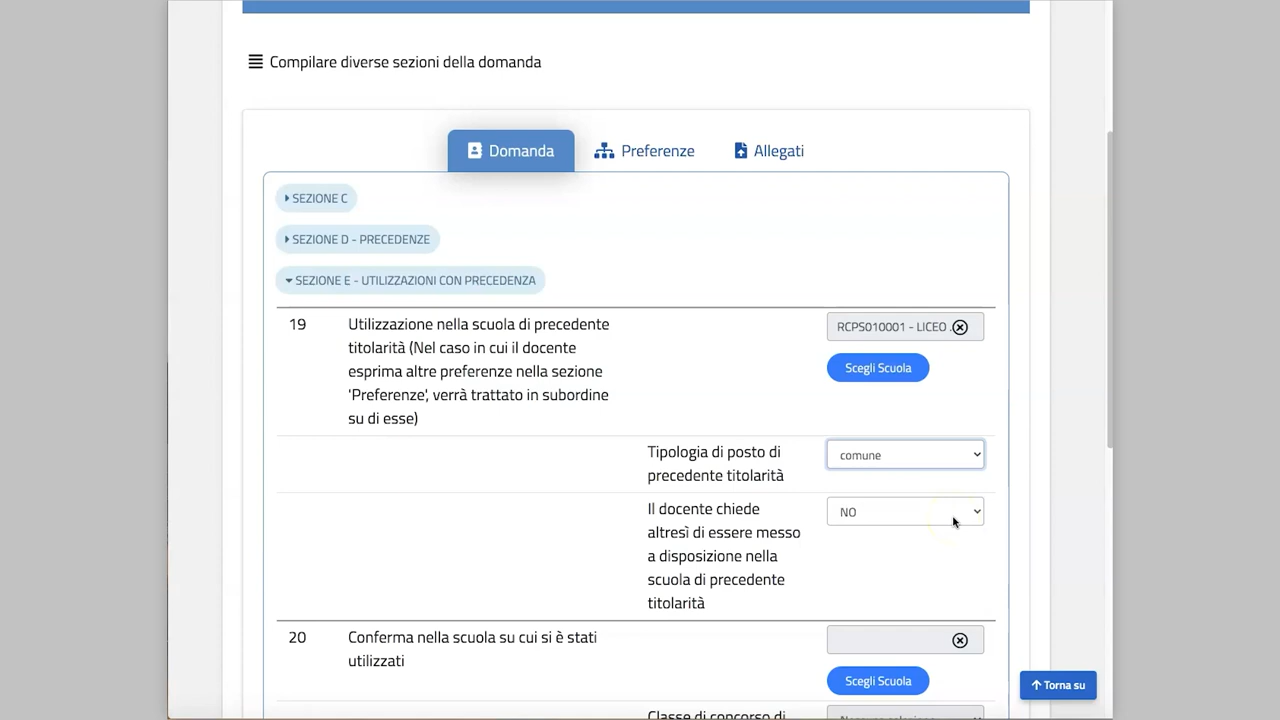 Compilare diverse sezioni della domanda
Domanda
Preferenze
Allegati
SEZIONE C
SEZIONE D - PRECEDENZE
SEZIONE E - UTILIZZAZIONI CON PRECEDENZA
19
Utilizzazione nella scuola di precedente
titolarità (Nel caso in cui il docente
esprima altre preferenze nella sezione
'Preferenze', verrà trattato in subordine
su di esse)
RCPS010001 - LICEO .
Scegli Scuola
Tipologia di posto di
precedente titolarità
comune
Il docente chiede
altresì di essere messo
a disposizione nella
scuola di precedente
titolarità
NO
20
Conferma nella scuola su cui si è stati
utilizzati
Scegli Scuola
Torna su
Classe di concorso di